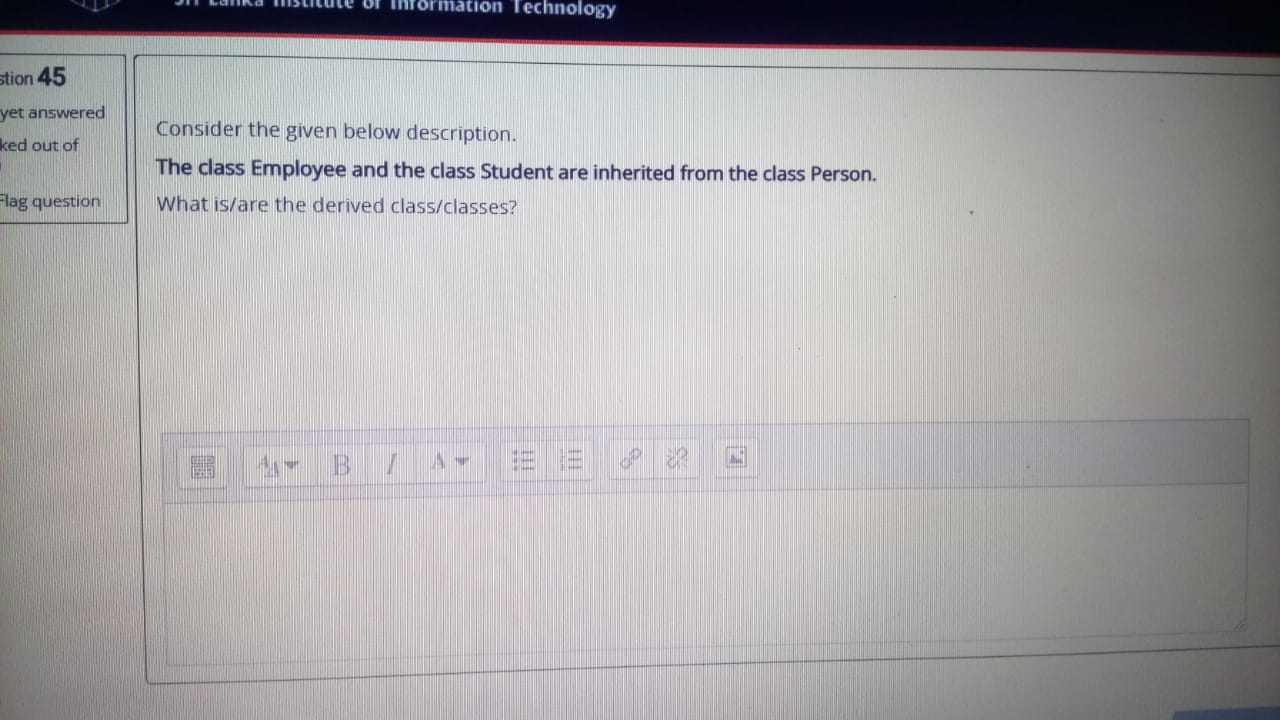 Sri Lanka Institute of Information Technology
stion 45
yet answered
ked out of
Flag question
Consider the given below description.
The class Employee and the class Student are inherited from the class Person.
What is/are the derived class/classes?